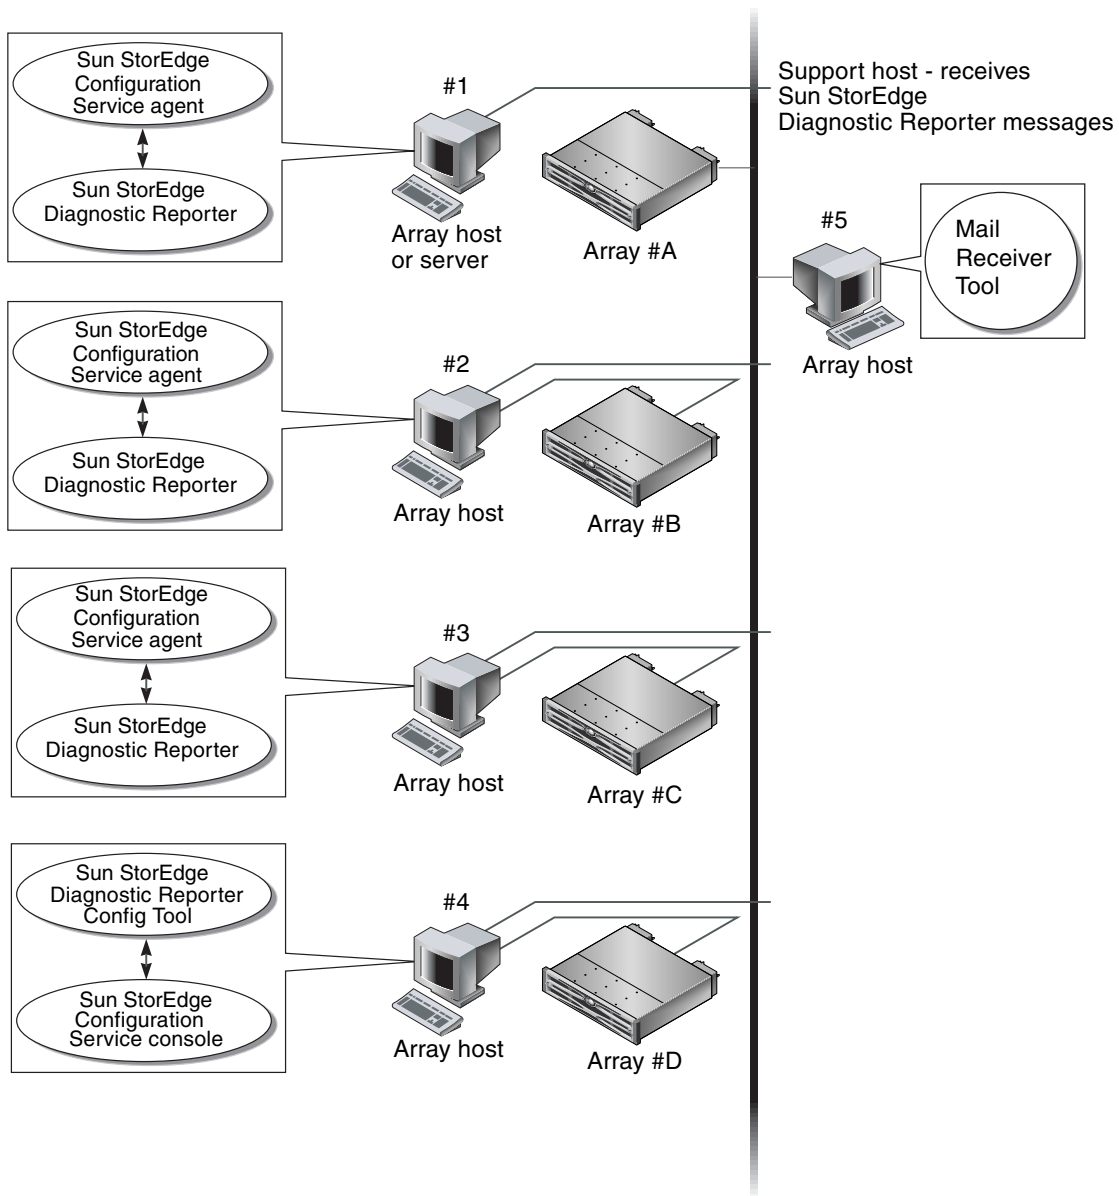 Sun StorEdge
Configuration
Service agent
Sun StorEdge
Diagnostic Reporter
#1
Array host
or server
Array #A
Support host - receives
Sun StorEdge
Diagnostic Reporter messages
#5
Array host
Mail
Receiver
Tool
Sun StorEdge
Configuration
Service agent
Sun StorEdge
Diagnostic Reporter
#2
Array host
Array #B
Sun StorEdge
Configuration
Service agent
Sun StorEdge
Diagnostic Reporter
#3
Array host
Array #C
Sun StorEdge
Diagnostic Reporter
Config Tool
Sun StorEdge
Configuration
Service console
#4
Array host
Array #D